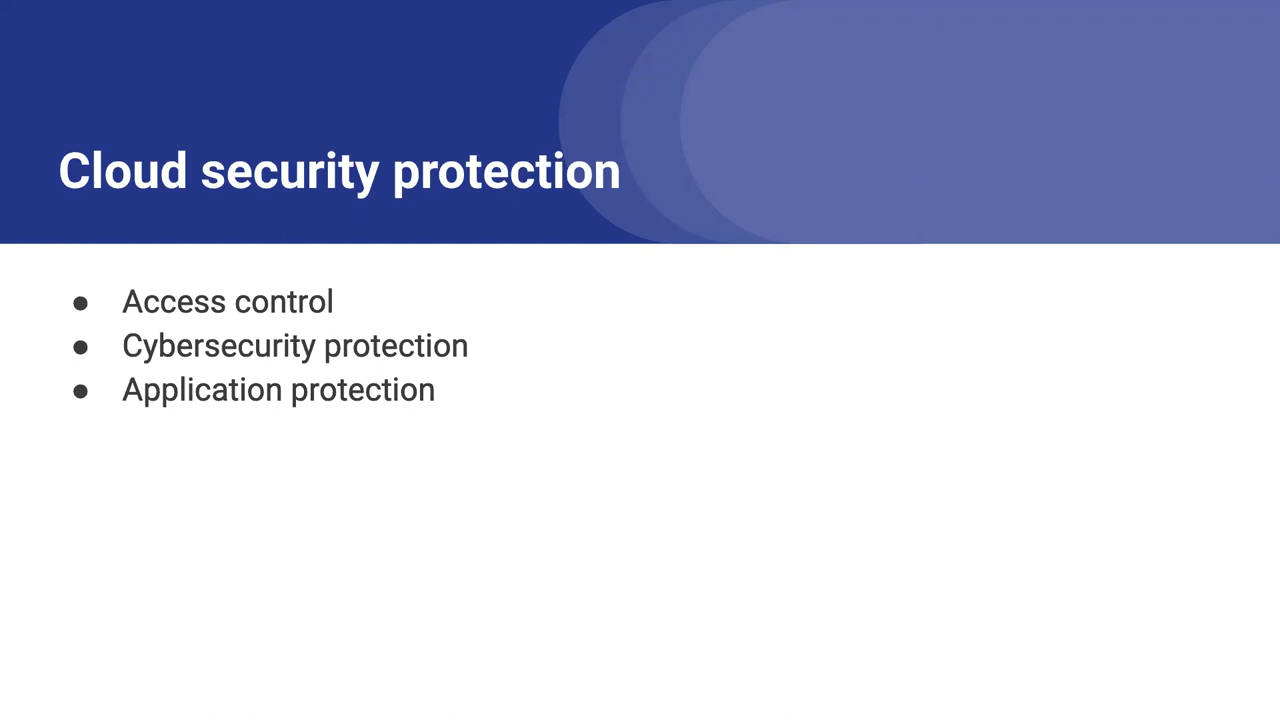 Cloud security protection
● Access control
● Cybersecurity protection
● Application protection